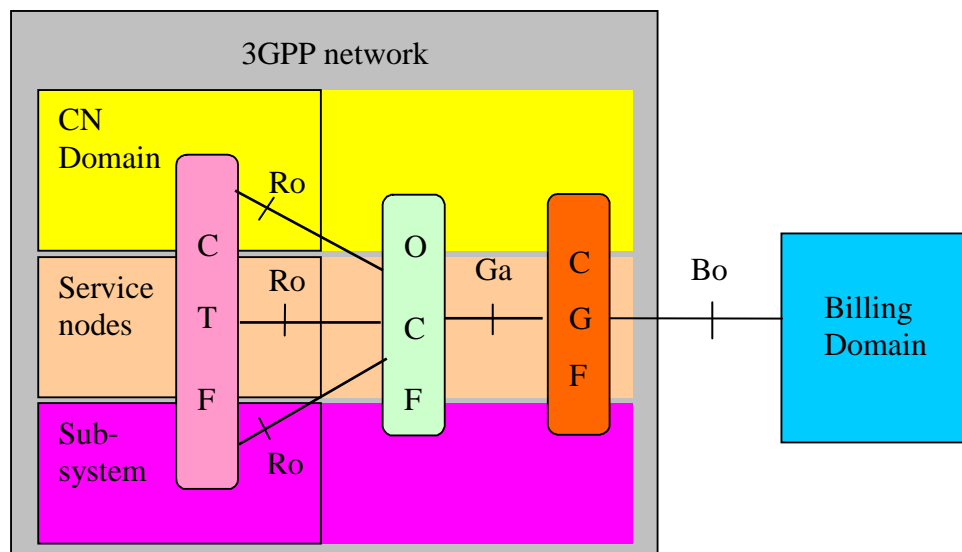 3GPP network
CN
Domain
Ro
C
T
F
Service
nodes
Ro
Sub-
system
Ro
O
C
F
Ga
C
G
F
Bo
Billing
Domain